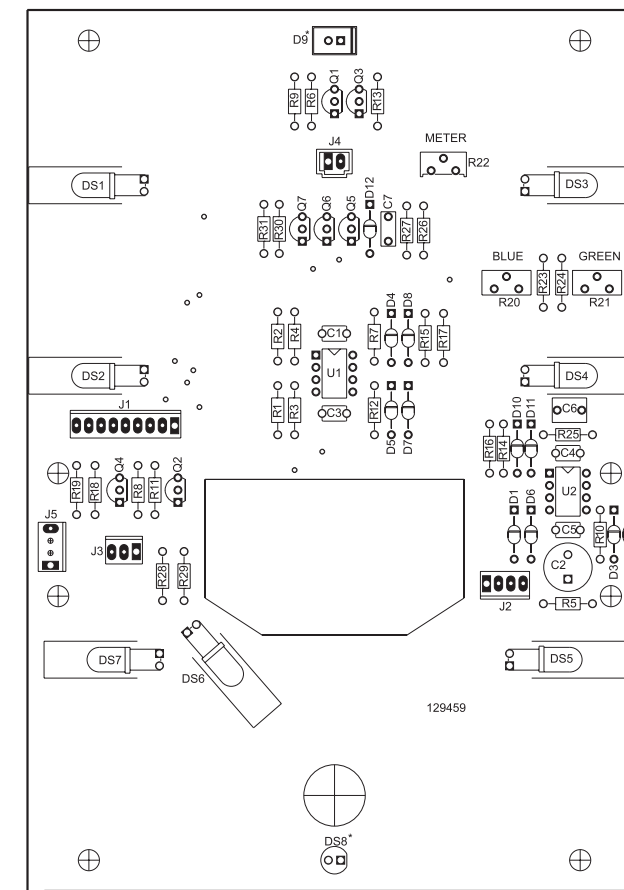 D9*
Q1 Q3
R9 R6 R13
J4
METER
R22
DS1 DS3
D12
Q7 Q6 Q5 C7
R31 R30 R27 R26
BLUE GREEN
R23 R24
R20 R21
D4 D8
R2 R4 C1 R7 R15 R17
U1
DS2 DS4
J1
R1 R3 C3 R12
D5 D7
D10 D11 C6
R16 R14 R25
C4
Q4 Q2
R19 R18 R8 R11
U2
D1 D6
J5
C5 R10
J3
D3
R28 R29
C2
J2 R5
DS7 DS6 DS5
129459
DS8*